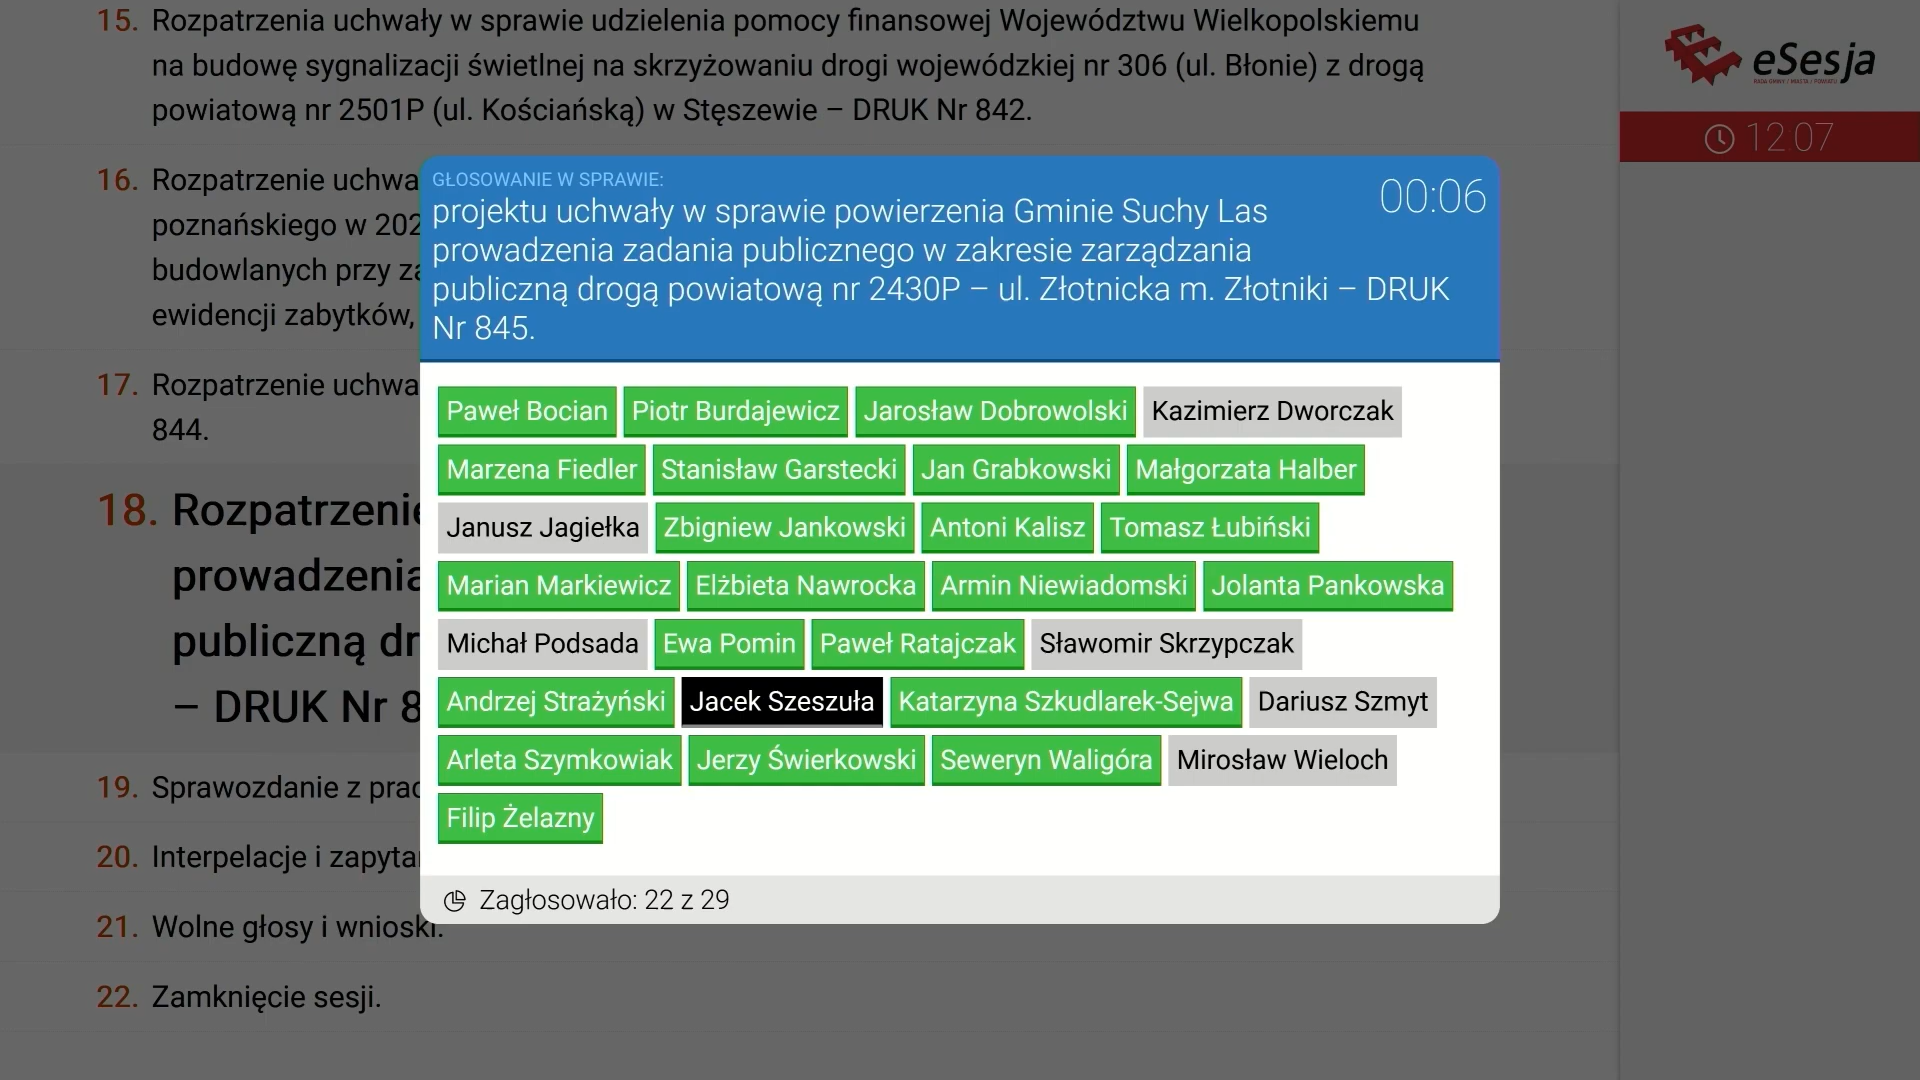 15. Rozpatrzenia uchwały w sprawie udzielenia pomocy finansowej Województwu Wielkopolskiemu
na budowę sygnalizacji świetlnej na skrzyżowaniu drogi wojewódzkiej nr 306 (ul. Błonie) z drogą
powiatową nr 2501P (ul. Kościańską) w Stęszewie – DRUK Nr 842.
16. Rozpatrzenie uchwa
poznańskiego w 202
budowlanych przy za
ewidencji zabytków,
17. Rozpatrzenie uchwa
844.
18. Rozpatrzenie
prowadzenia
publiczną dr
– DRUK Nr 8
19. Sprawozdanie z prac
20. Interpelacje i zapyta
21. Wolne głosy i wnioski.
22. Zamknięcie sesji.
GŁOSOWANIE W SPRAWIE:
00:06
projektu uchwały w sprawie powierzenia Gminie Suchy Las
prowadzenia zadania publicznego w zakresie zarządzania
publiczną drogą powiatową nr 2430P – ul. Złotnicka m. Złotniki – DRUK
Nr 845.
Paweł Bocian Piotr Burdajewicz Jarosław Dobrowolski Kazimierz Dworczak
Marzena Fiedler Stanisław Garstecki Jan Grabkowski Małgorzata Halber
Janusz Jagiełka Zbigniew Jankowski Antoni Kalisz Tomasz Łubiński
Marian Markiewicz Elżbieta Nawrocka Armin Niewiadomski Jolanta Pankowska
Michał Podsada Ewa Pomin Paweł Ratajczak Sławomir Skrzypczak
Andrzej Strażyński Jacek Szeszuła Katarzyna Szkudlarek-Sejwa Dariusz Szmyt
Arleta Szymkowiak Jerzy Świerkowski Seweryn Waligóra Mirosław Wieloch
Filip Żelazny
Zagłosowało: 22 z 29
eSesja
RADA GMINY / MIASTA / POWIATU
12:07